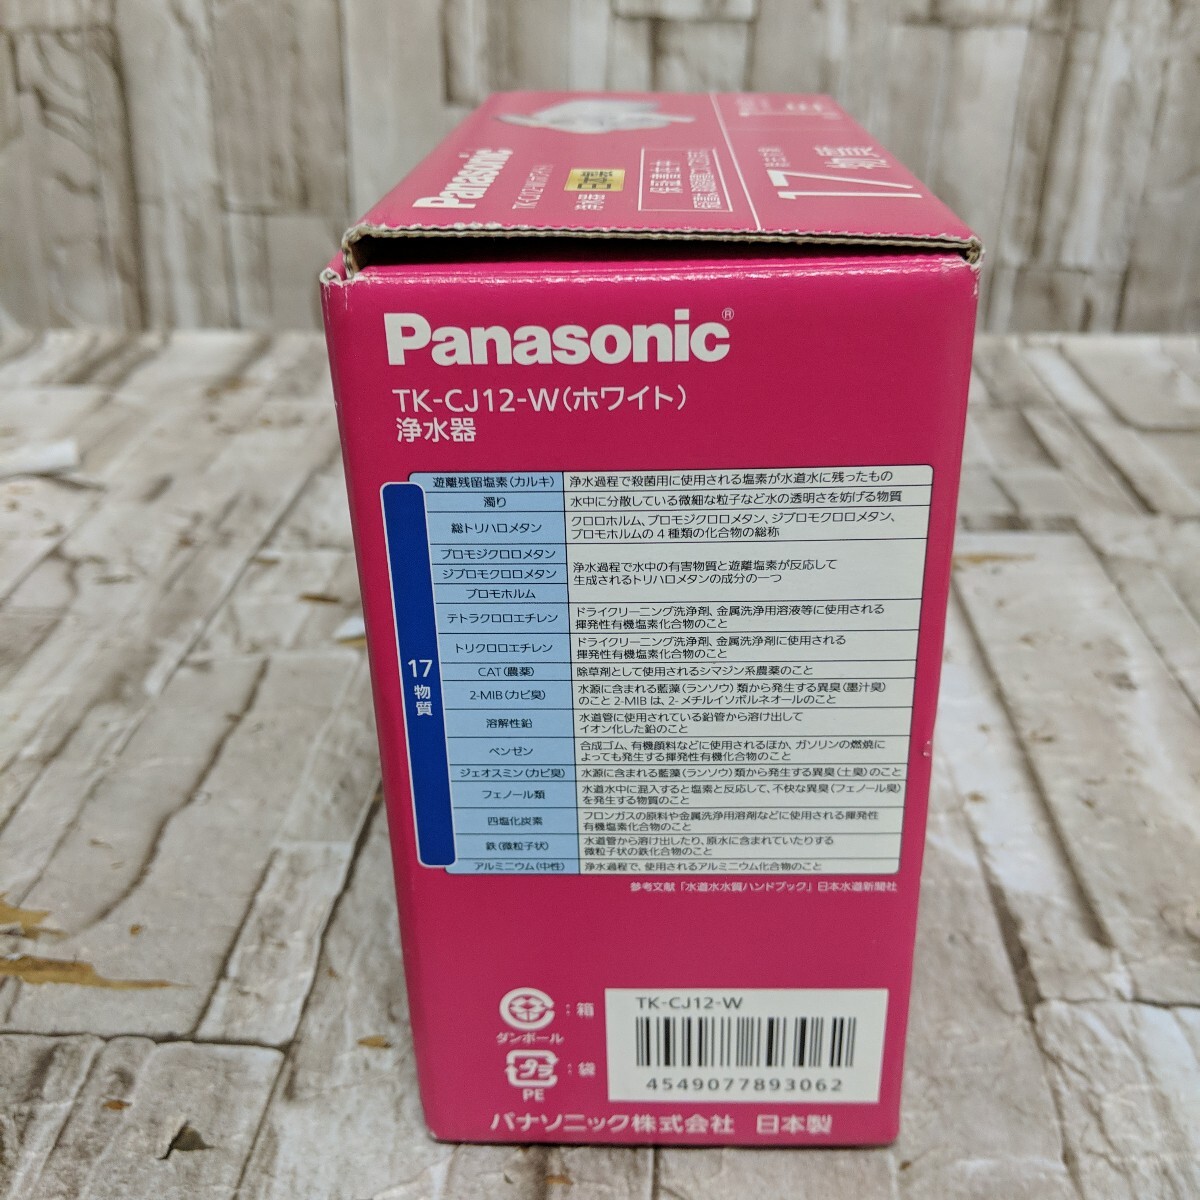 Panasonic
TK-CJ12-W(ホワイト)
浄水器
17
物質
Panasonic®
TK-CJ12-W(ホワイト)
浄水器
17物質
遊離残留塩素(カルキ) 浄水過程で殺菌用に使用される塩素が水道水に残ったもの
濁り 水中に分散している微細な粒子など水の透明さを妨げる物質
総トリハロメタン クロロホルム、ブロモジクロロメタン、ジブロモクロロメタン、
ブロモホルムの4種類の化合物の総称
ブロモジクロロメタン
ジブロモクロロメタン
ブロモホルム
浄水過程で水中の有害物質と遊離塩素が反応して
生成されるトリハロメタンの成分の一つ
テトラクロロエチレン ドライクリーニング洗浄剤、金属洗浄用溶液等に使用される
揮発性有機塩素化合物のこと
トリクロロエチレン ドライクリーニング洗浄剤、金属洗浄剤に使用される
揮発性有機塩素化合物のこと
CAT(農薬) 除草剤として使用されるシマジン系農薬のこと
2-MIB(カビ臭) 水源に含まれる藍藻(ランソウ)類から発生する異臭(墨汁臭)
のこと 2-MIBは、2-メチルイソボルネオールのこと
溶解性鉛 水道管に使用されている鉛管から溶け出して
イオン化した鉛のこと
ベンゼン 合成ゴム、有機顔料などに使用されるほか、ガソリンの燃焼に
よっても発生する揮発性有機化合物のこと
ジェオスミン(カビ臭) 水源に含まれる藍藻(ランソウ)類から発生する異臭(土臭)のこと
フェノール類 水道水中に混入すると塩素と反応して、不快な異臭(フェノール臭)
を発生する物質のこと
四塩化炭素 フロンガスの原料や金属洗浄用溶剤などに使用される揮発性
有機塩素化合物のこと
鉄(微粒子状) 水道管から溶け出したり、原水に含まれていたりする
微粒子状の鉄化合物のこと
アルミニウム(中性) 浄水過程で、使用されるアルミニウム化合物のこと
参考文献「水道水水質ハンドブック」日本水道新聞社
ダンボール
:箱
プラ
PE
:袋
TK-CJ12-W
4549077893062
パナソニック株式会社 日本製